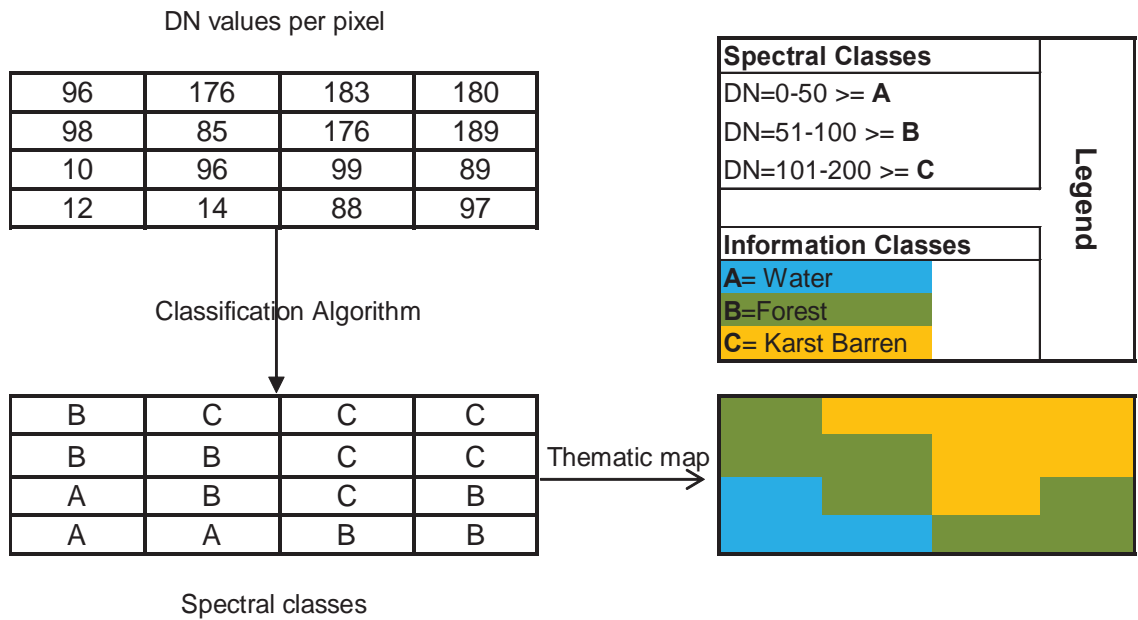 DN values per pixel
96 176 183 180
98 85 176 189
10 96 99 89
12 14 88 97
Classification Algorithm
B C C C
B B C C
A B C B
A A B B
Spectral classes
Thematic map
Spectral Classes
DN=0-50 >= A
DN=51-100 >= B
DN=101-200 >= C
Information Classes
A= Water
B=Forest
C= Karst Barren
Legend